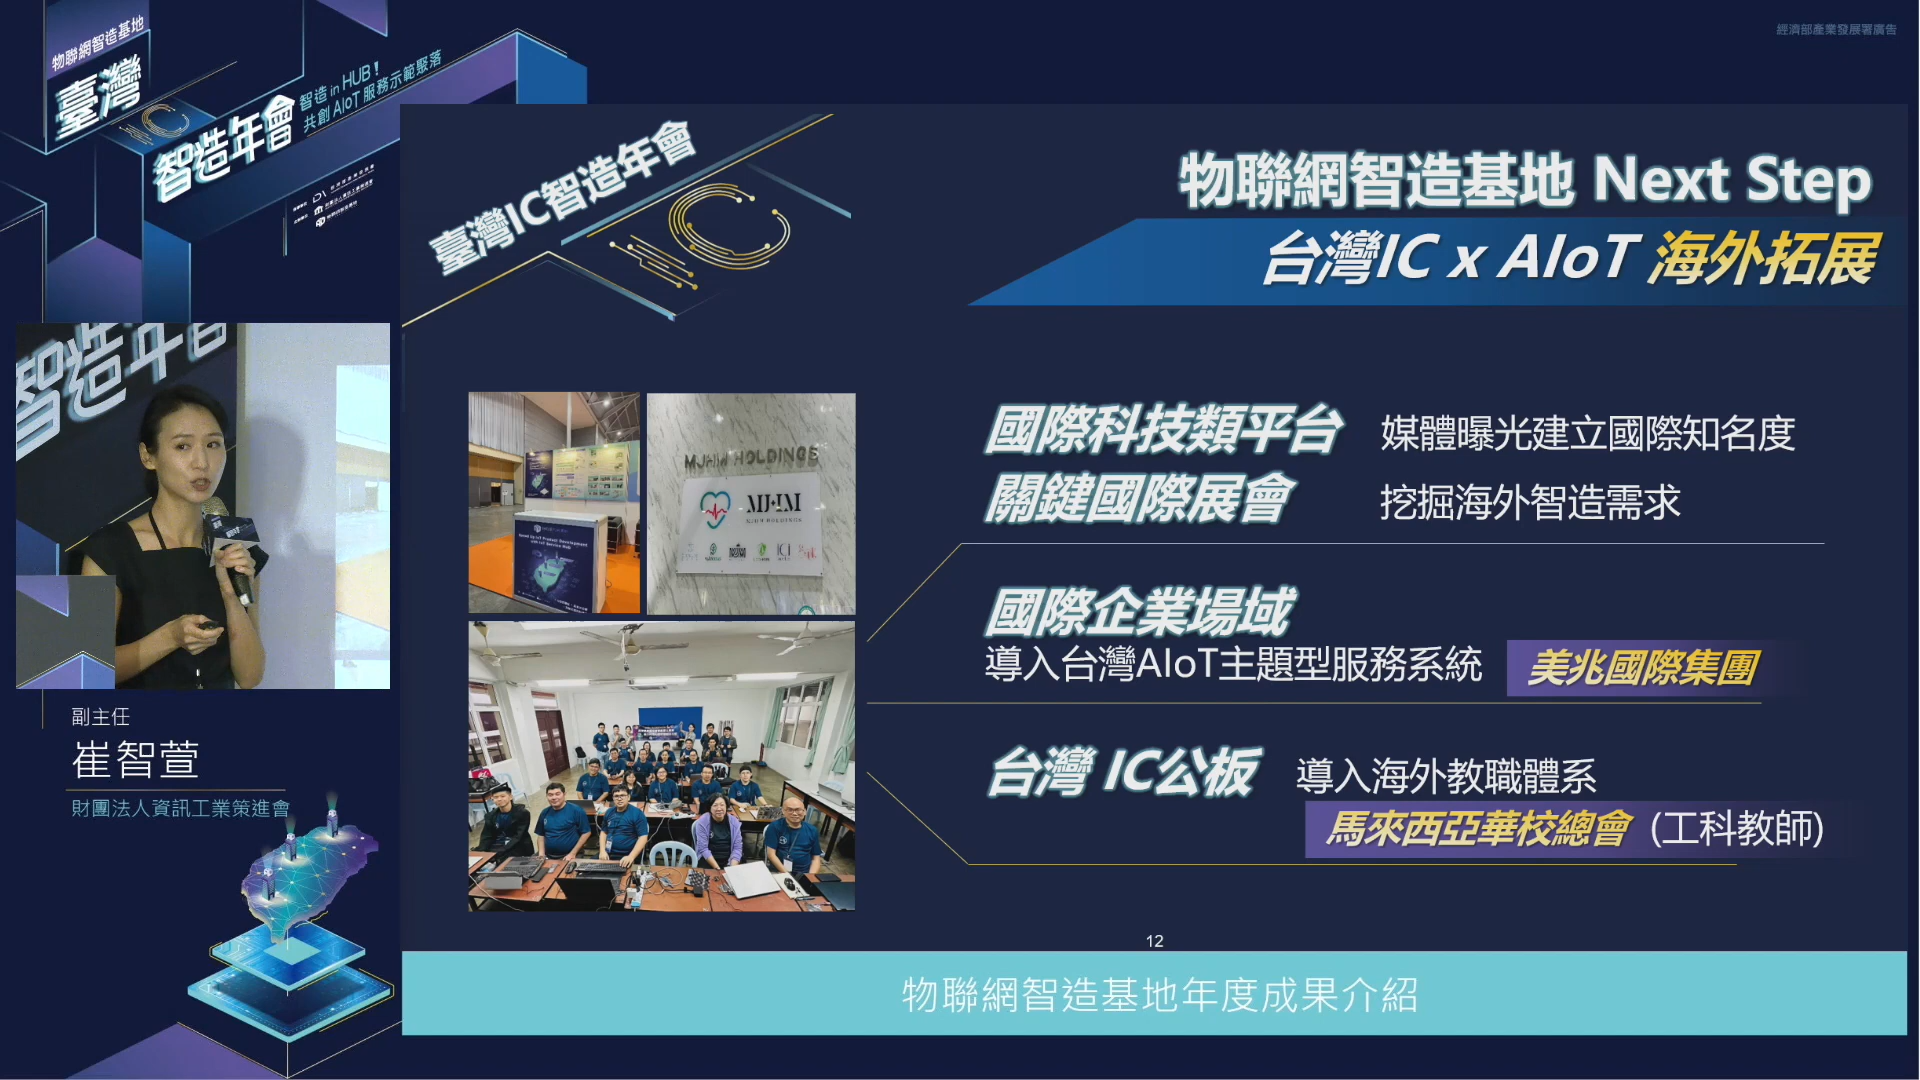 經濟部產業發展署廣告
物聯網智造基地
臺灣
IC
智造年會
智造 in HUB！
共創 AIoT 服務示範聚落
臺灣IC智造年會
IC
物聯網智造基地 Next Step
台灣IC x AIoT 海外拓展
國際科技類平台 媒體曝光建立國際知名度
關鍵國際展會 挖掘海外智造需求
國際企業場域
導入台灣AIoT主題型服務系統 美兆國際集團
台灣 IC公板 導入海外教職體系
馬來西亞華校總會 (工科教師)
MJHM HOLDINGS
MJHM
MJHM HOLDINGS
智造年會
副主任
崔智萱
財團法人資訊工業策進會
12
物聯網智造基地年度成果介紹